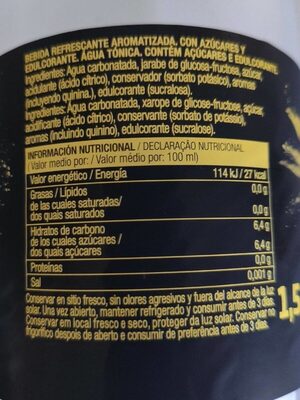 BEBIDA REFRESCANTE AROMATIZADA. CON AZÚCARES Y
EDULCORANTE. ÁGUA TÓNICA. CONTÉM AÇÚCARES E EDULCORANTE
Ingredientes: Agua carbonatada, jarabe de glucosa-fructosa, azúcar,
acidulante (ácido cítrico), conservador (sorbato potásico), aromas
(incluyendo quinina.), edulcorante (sucralosa).
Ingredientes: Água carbonatada, xarope de glicose-frutose, açúcar,
acidificante (ácido cítrico), conservante (sorbato de potássio),
aromas (incluindo quinino), edulcorante (sucralose).
INFORMACIÓN NUTRICIONAL / DECLARAÇÃO NUTRICIONAL
(Valor medio por: / Valor médio por: 100 ml)
Valor energético / Energía 114 kJ / 27 kcal
Grasas / Lípidos 0,0 g
de las cuales saturadas/
dos quais saturados 0,0 g
Hidratos de carbono 6,4 g
de los cuales azúcares /
dos quais açúcares 6,4 g
Proteínas 0,0 g
Sal 0,001 g
Conservar en sitio fresco, sin olores agresivos y fuera del alcance de la luz
solar. Una vez abierto, mantener refrigerado y consumir antes de 3 días.
Conservar em local fresco e seco, proteger da luz solar. Conservar no
frigorífico despois de aberto e consumir de preferência antes de 3 dias.
1,5